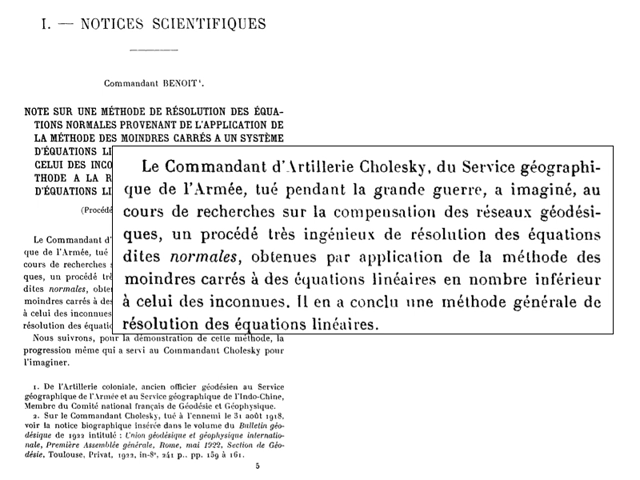 I. — NOTICES SCIENTIFIQUES
Commandant BENOIT¹.
NOTE SUR UNE MÉTHODE DE RÉSOLUTION DES ÉQUA-
TIONS NORMALES PROVENANT DE L'APPLICATION DE
LA MÉTHODE DES MOINDRES CARRÉS A UN SYSTÈME
D'ÉQUATIONS LI
CELUI DES INCO
THODE A LA R
D'ÉQUATIONS LI
(Procédé
Le Commandant d'Artillerie Cholesky, du Service géographi-
que de l'Armée, tué pendant la grande guerre, a imaginé, au
cours de recherches sur la compensation des réseaux géodési-
ques, un procédé très ingénieux de résolution des équations
dites normales, obtenues par application de la méthode des
moindres carrés à des équations linéaires en nombre inférieur
à celui des inconnues. Il en a conclu une méthode générale de
résolution des équations linéaires.
Le Commandant d'
que de l'Armée, tué
cours de recherches
ques, un procédé tr
dites normales, obte
moindres carrés à des
à celui des inconnues
résolution des équatio
Nous suivrons, pour la démonstration de cette méthode, la
progression même qui a servi au Commandant Cholesky pour
l'imaginer.
1. De l'Artillerie coloniale, ancien officier géodésien au Service
géographique de l'Armée et au Service géographique de l'Indo-Chine,
Membre du Comité national français de Géodésie et Géophysique.
2. Sur le Commandant Cholesky, tué à l'ennemi le 31 août 1918,
voir la notice biographique insérée dans le volume du Bulletin géo-
désique de 1922 intitulé : Union géodésique et géophysique internatio-
nale, Première Assemblée générale, Rome, mai 1922, Section de Géo-
désie, Toulouse, Privat, 1922, in-8°, 241 p., pp. 159 à 161.
5